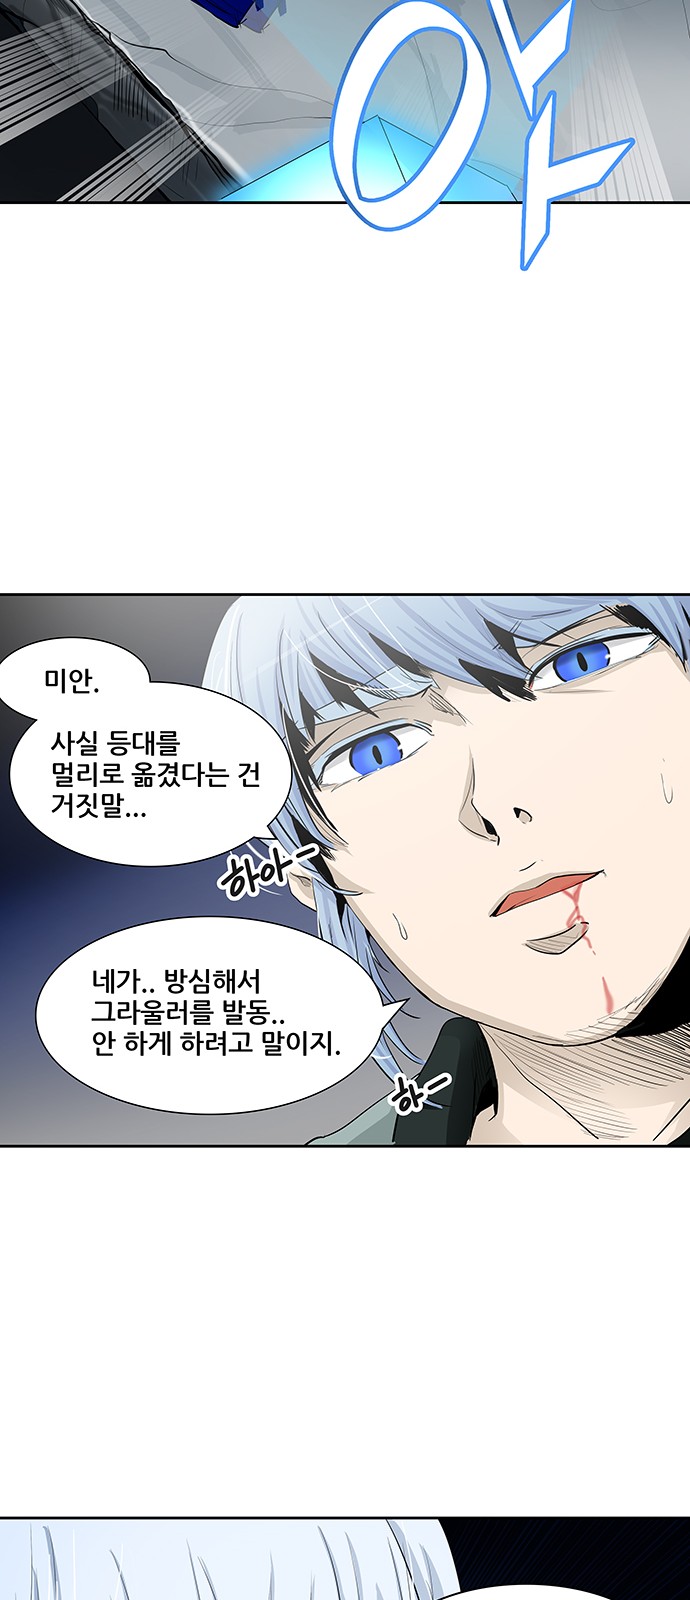 아
미안.
사실 등대를
멀리로 옮겼다는 건
거짓말...
하아-
네가.. 방심해서
그라울러를 발동..
안 하게 하려고 말이지.
하-